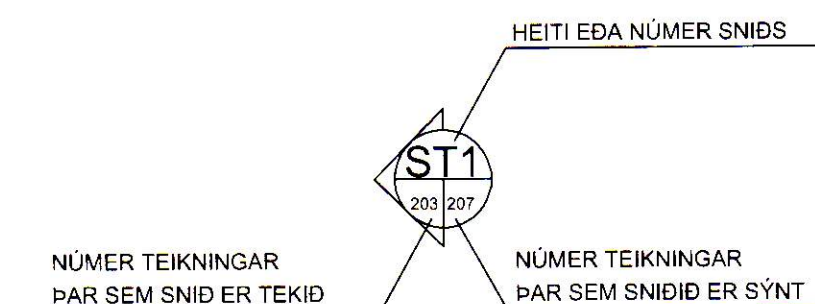 HEITI EÐA NÚMER SNIÐS
ST1
203 207
NÚMER TEIKNINGAR
ÞAR SEM SNIÐ ER TEKIÐ
NÚMER TEIKNINGAR
ÞAR SEM SNIÐIÐ ER SÝNT